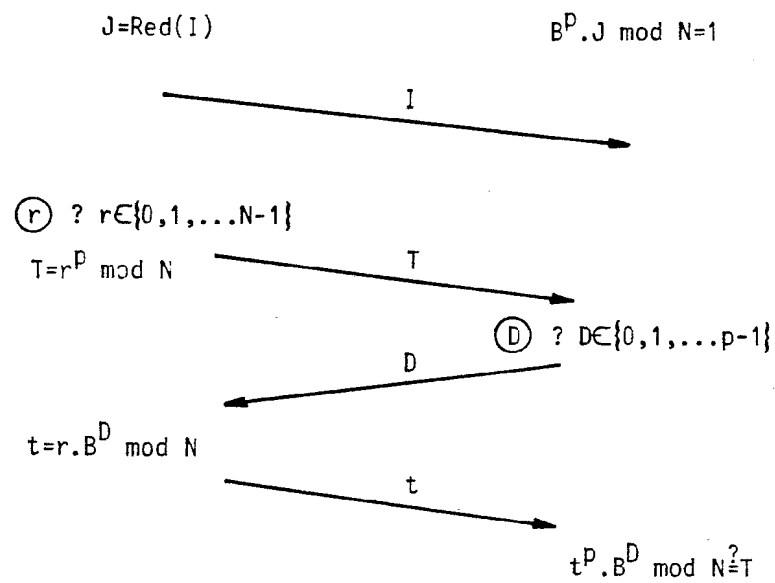 J=Red(I) B^p.J mod N=1
I
r ? r∈{0,1,...N-1}
T=r^p mod N T
D ? D∈{0,1,...p-1}
D
t=r.B^D mod N
t
t^p.B^D mod N≟T